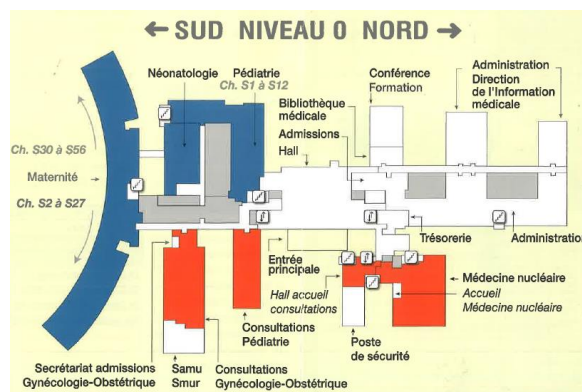 ← SUD NIVEAU 0 NORD →
Néonatologie
Pédiatrie
Ch. S1 à S12
Conférence
Formation
Administration
Direction
de l'Information
médicale
Bibliothèque
médicale
Admissions
Hall
Ch. S30 à S56
Maternité
Ch. S2 à S27
Trésorerie
Administration
Entrée
principale
Hall accueil
consultations
Médecine nucléaire
Accueil
Médecine nucléaire
Consultations
Pédiatrie
Poste
de sécurité
Secrétariat admissions
Gynécologie-Obstétrique
Samu
Smur
Consultations
Gynécologie-Obstétrique